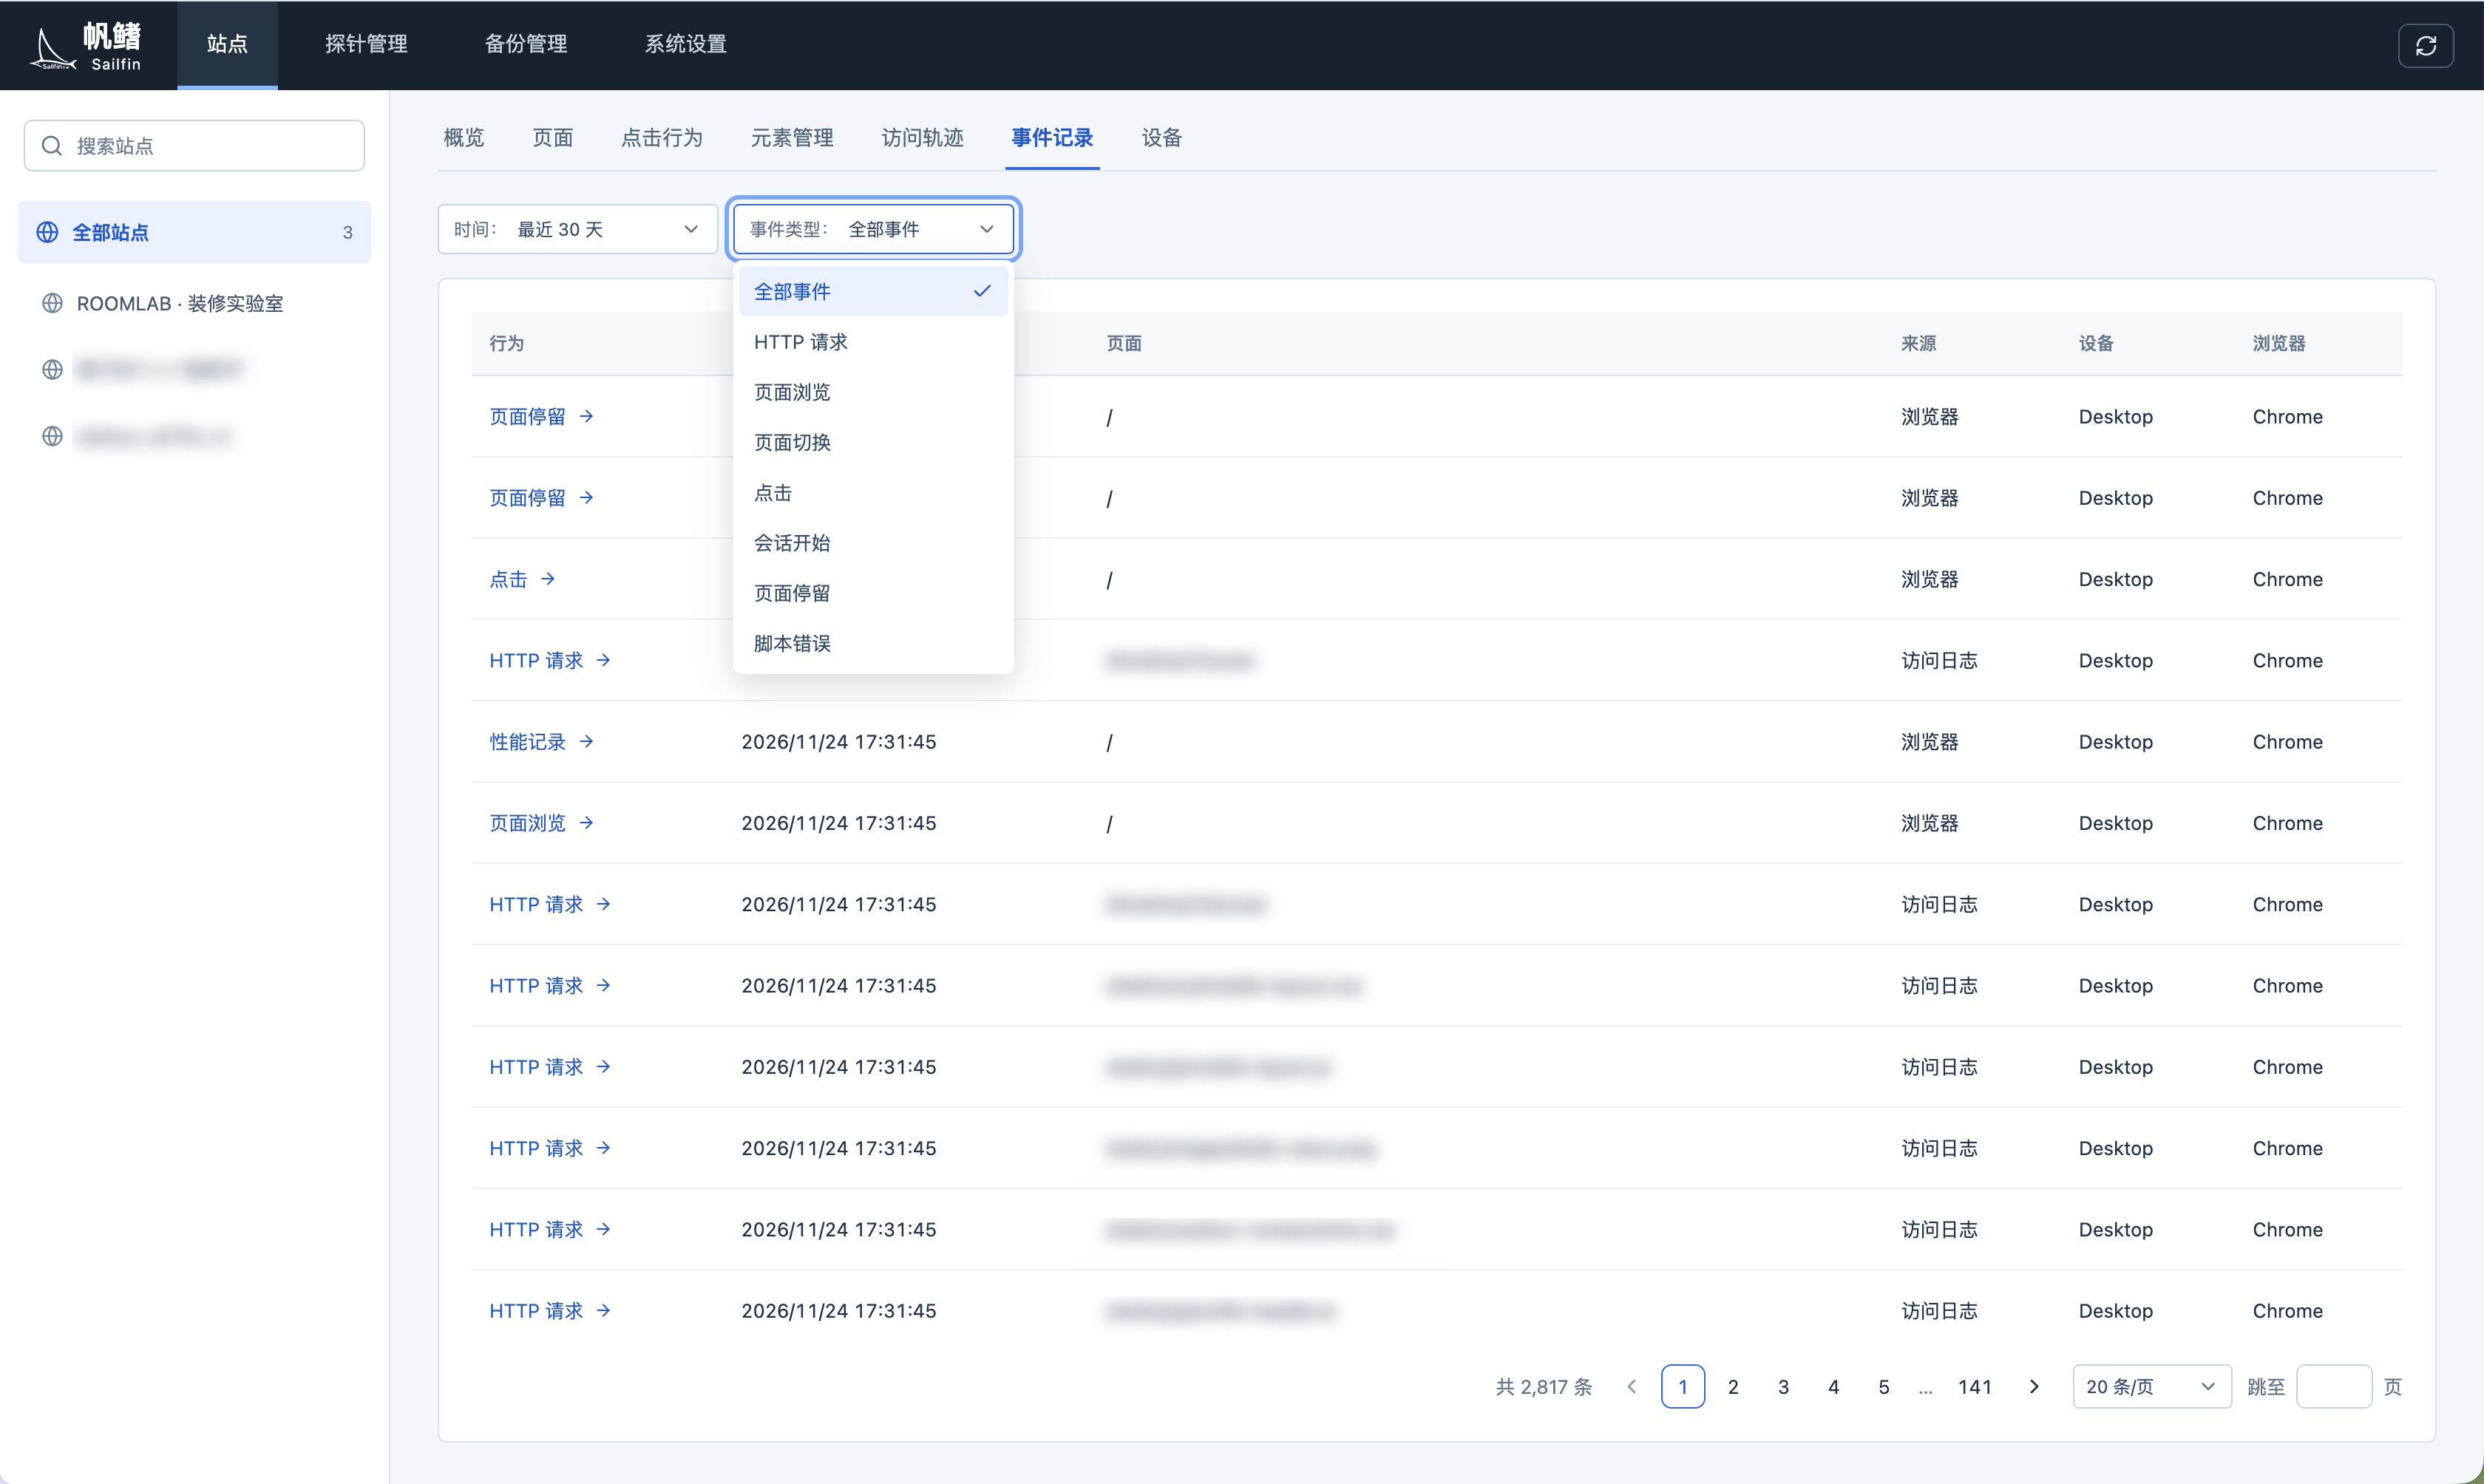 帆鳍
Sailfin
站点 探针管理 备份管理 系统设置
搜索站点
全部站点 3
ROOMLAB · 装修实验室
概览 页面 点击行为 元素管理 访问轨迹 事件记录 设备
时间： 最近 30 天 事件类型： 全部事件
全部事件
HTTP 请求
页面浏览
页面切换
点击
会话开始
页面停留
脚本错误
行为 页面 来源 设备 浏览器
页面停留 → / 浏览器 Desktop Chrome
页面停留 → / 浏览器 Desktop Chrome
点击 → / 浏览器 Desktop Chrome
HTTP 请求 → 访问日志 Desktop Chrome
性能记录 → 2026/11/24 17:31:45 / 浏览器 Desktop Chrome
页面浏览 → 2026/11/24 17:31:45 / 浏览器 Desktop Chrome
HTTP 请求 → 2026/11/24 17:31:45 访问日志 Desktop Chrome
HTTP 请求 → 2026/11/24 17:31:45 访问日志 Desktop Chrome
HTTP 请求 → 2026/11/24 17:31:45 访问日志 Desktop Chrome
HTTP 请求 → 2026/11/24 17:31:45 访问日志 Desktop Chrome
HTTP 请求 → 2026/11/24 17:31:45 访问日志 Desktop Chrome
HTTP 请求 → 2026/11/24 17:31:45 访问日志 Desktop Chrome
共 2,817 条 1 2 3 4 5 ... 141 20 条/页 跳至 页